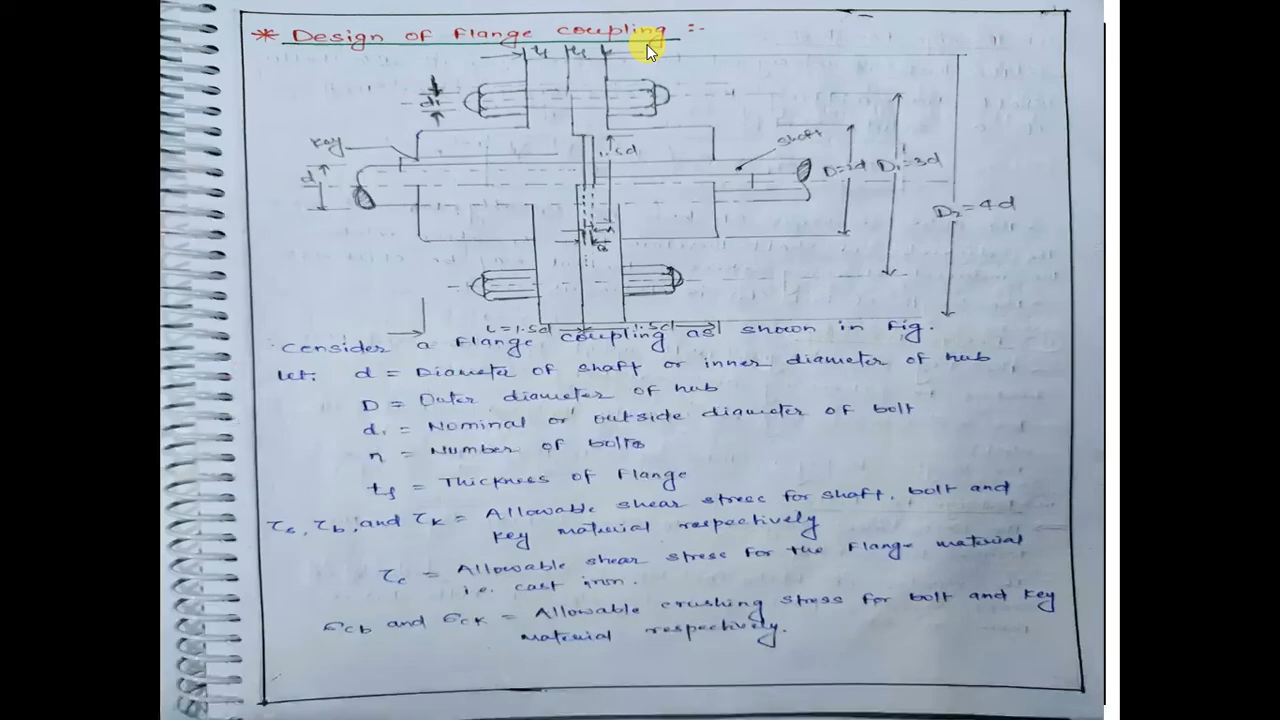 * Design of Flange coupling :-
tf tf
d1
Key
shaft
1.5d
d
D=2d D1=3d
D2=4d
a
L=1.5d 1.5d
Consider a Flange coupling as shown in Fig.
let. d = Diameter of shaft or inner diameter of hub
D = Outer diameter of hub
d1 = Nominal or outside diameter of bolt
n = Number of bolts
tf = Thickness of Flange
τs, τb, and τK = Allowable shear stress for shaft, bolt and
key material respectively
τc = Allowable shear stress for the Flange material
i.e. cast iron.
σcb and σcK = Allowable crushing stress for bolt and key
material respectively.